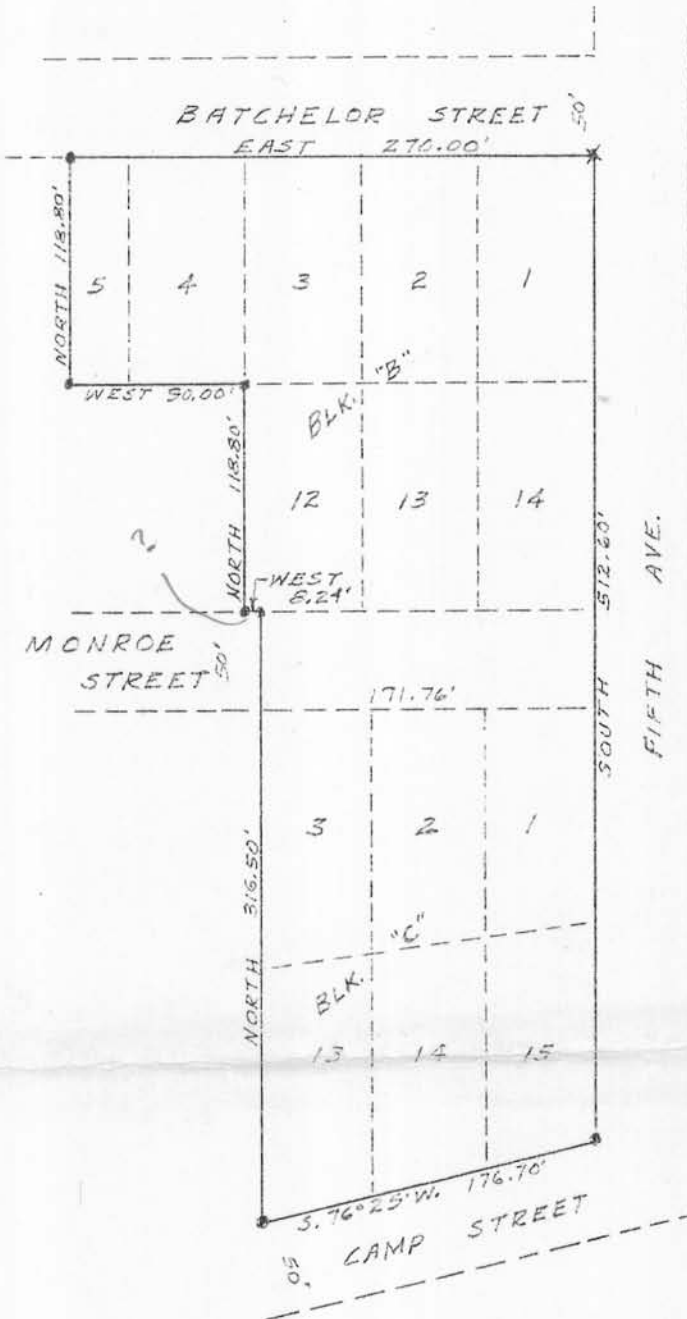 BATCHELOR STREET 50'
EAST 270.00'
NORTH 118.80'
5 4 3 2 1
WEST 90.00'
BLK. "B"
NORTH 118.80'
12 13 14
?
WEST
8.24'
MONROE
STREET 50'
SOUTH 512.60'
FIFTH AVE.
171.76'
3 2 1
NORTH 316.50'
BLK. "C"
13 14 15
S. 76° 25' W. 176.70'
50' CAMP STREET